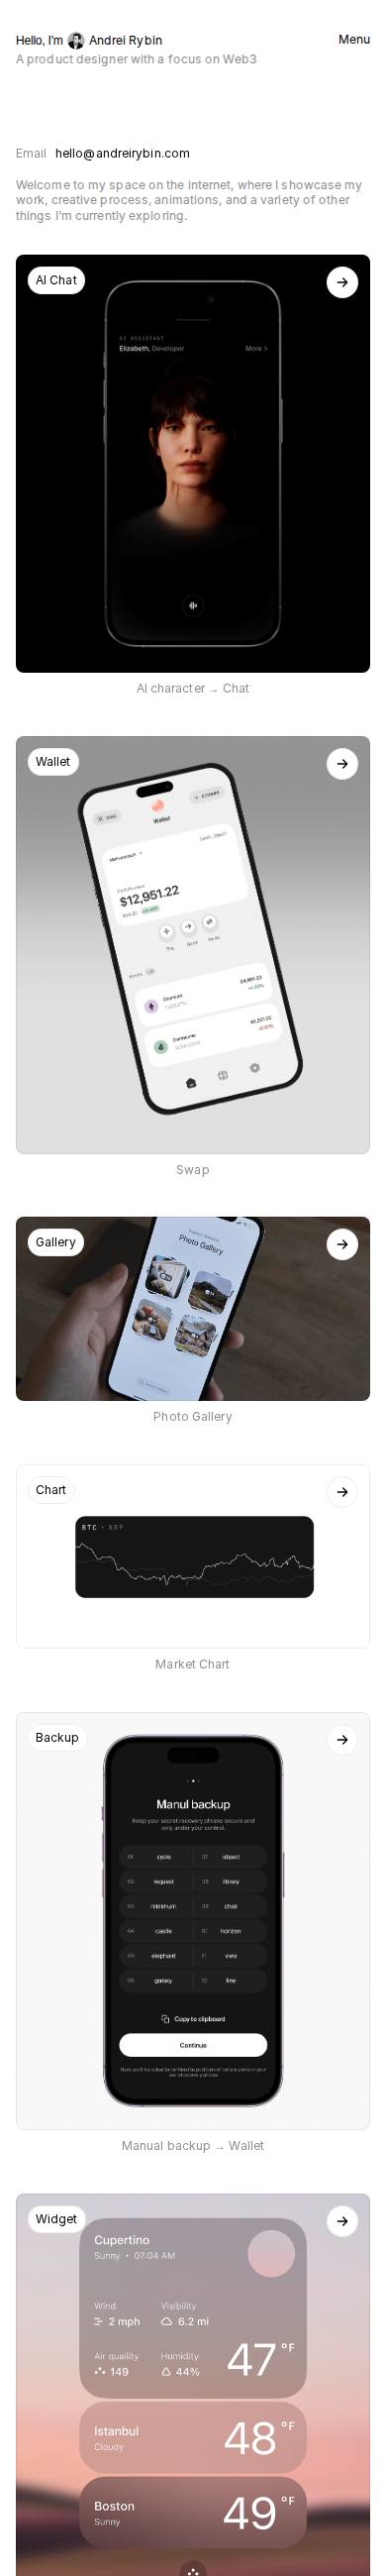 Hello, I'm Andrei Rybin
Menu
A product designer with a focus on Web3
Email hello@andreirybin.com
Welcome to my space on the internet, where I showcase my
work, creative process, animations, and a variety of other
things I'm currently exploring.
AI Chat
AI ASSISTANT
Elizabeth, Developer
More >
AI character → Chat
Wallet
Wallet
$12,951.22
Swap
Gallery
Photo Gallery
Photo Gallery
Chart
BTC · XRP
Market Chart
Backup
Manul backup
Keep your secret recovery phrase secure and
only under your control.
01 cycle 07 object
02 request 08 library
03 minimum 09 chair
04 castle 10 horizon
05 elephant 11 view
06 galaxy 12 line
Copy to clipboard
Continue
Manual backup → Wallet
Widget
Cupertino
Sunny • 07:04 AM
Wind Visibility
2 mph 6.2 mi
Air quaility Humidity
149 44%
47 °F
Istanbul
Cloudy
48 °F
Boston
Sunny
49 °F